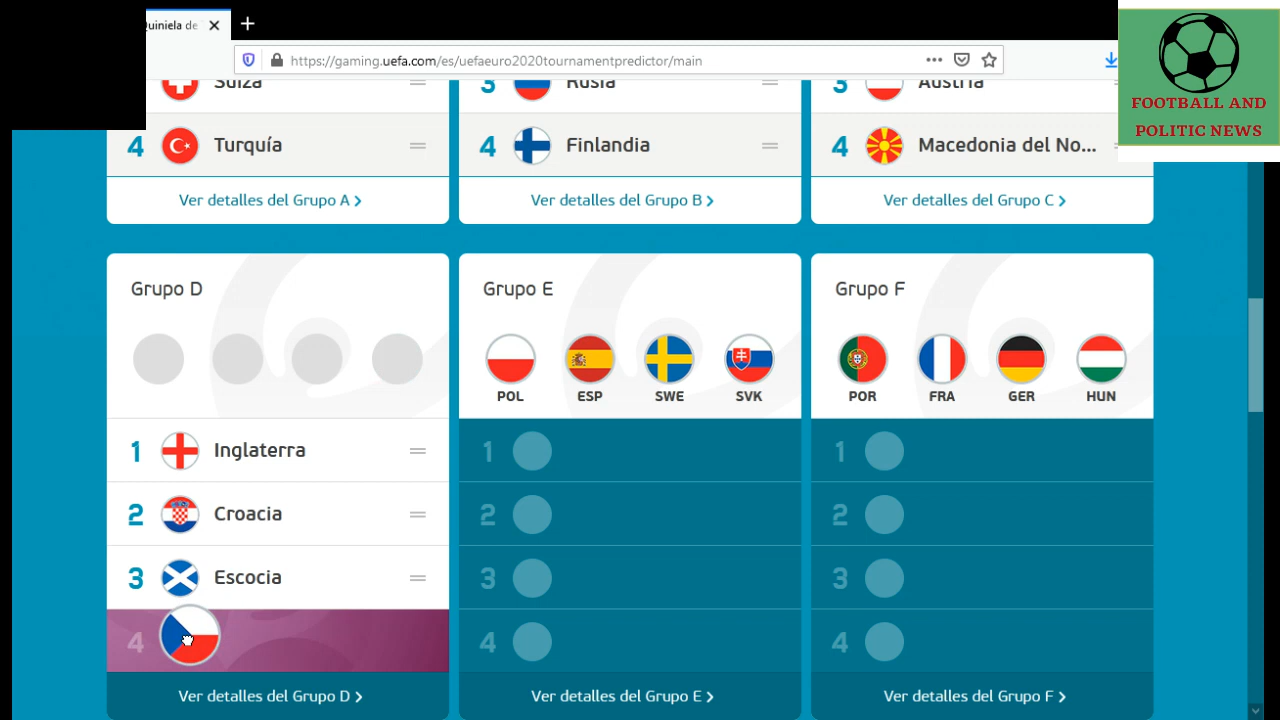 Quiniela de
https://gaming.uefa.com/es/uefaeuro2020tournamentpredictor/main
FOOTBALL AND
POLITIC NEWS
Suiza
3 Rusia
3 Austria
4 Turquía
4 Finlandia
4 Macedonia del No...
Ver detalles del Grupo A
Ver detalles del Grupo B
Ver detalles del Grupo C
Grupo D
Grupo E
Grupo F
POL ESP SWE SVK
POR FRA GER HUN
1 Inglaterra
2 Croacia
3 Escocia
4
1
2
3
4
1
2
3
4
Ver detalles del Grupo D
Ver detalles del Grupo E
Ver detalles del Grupo F